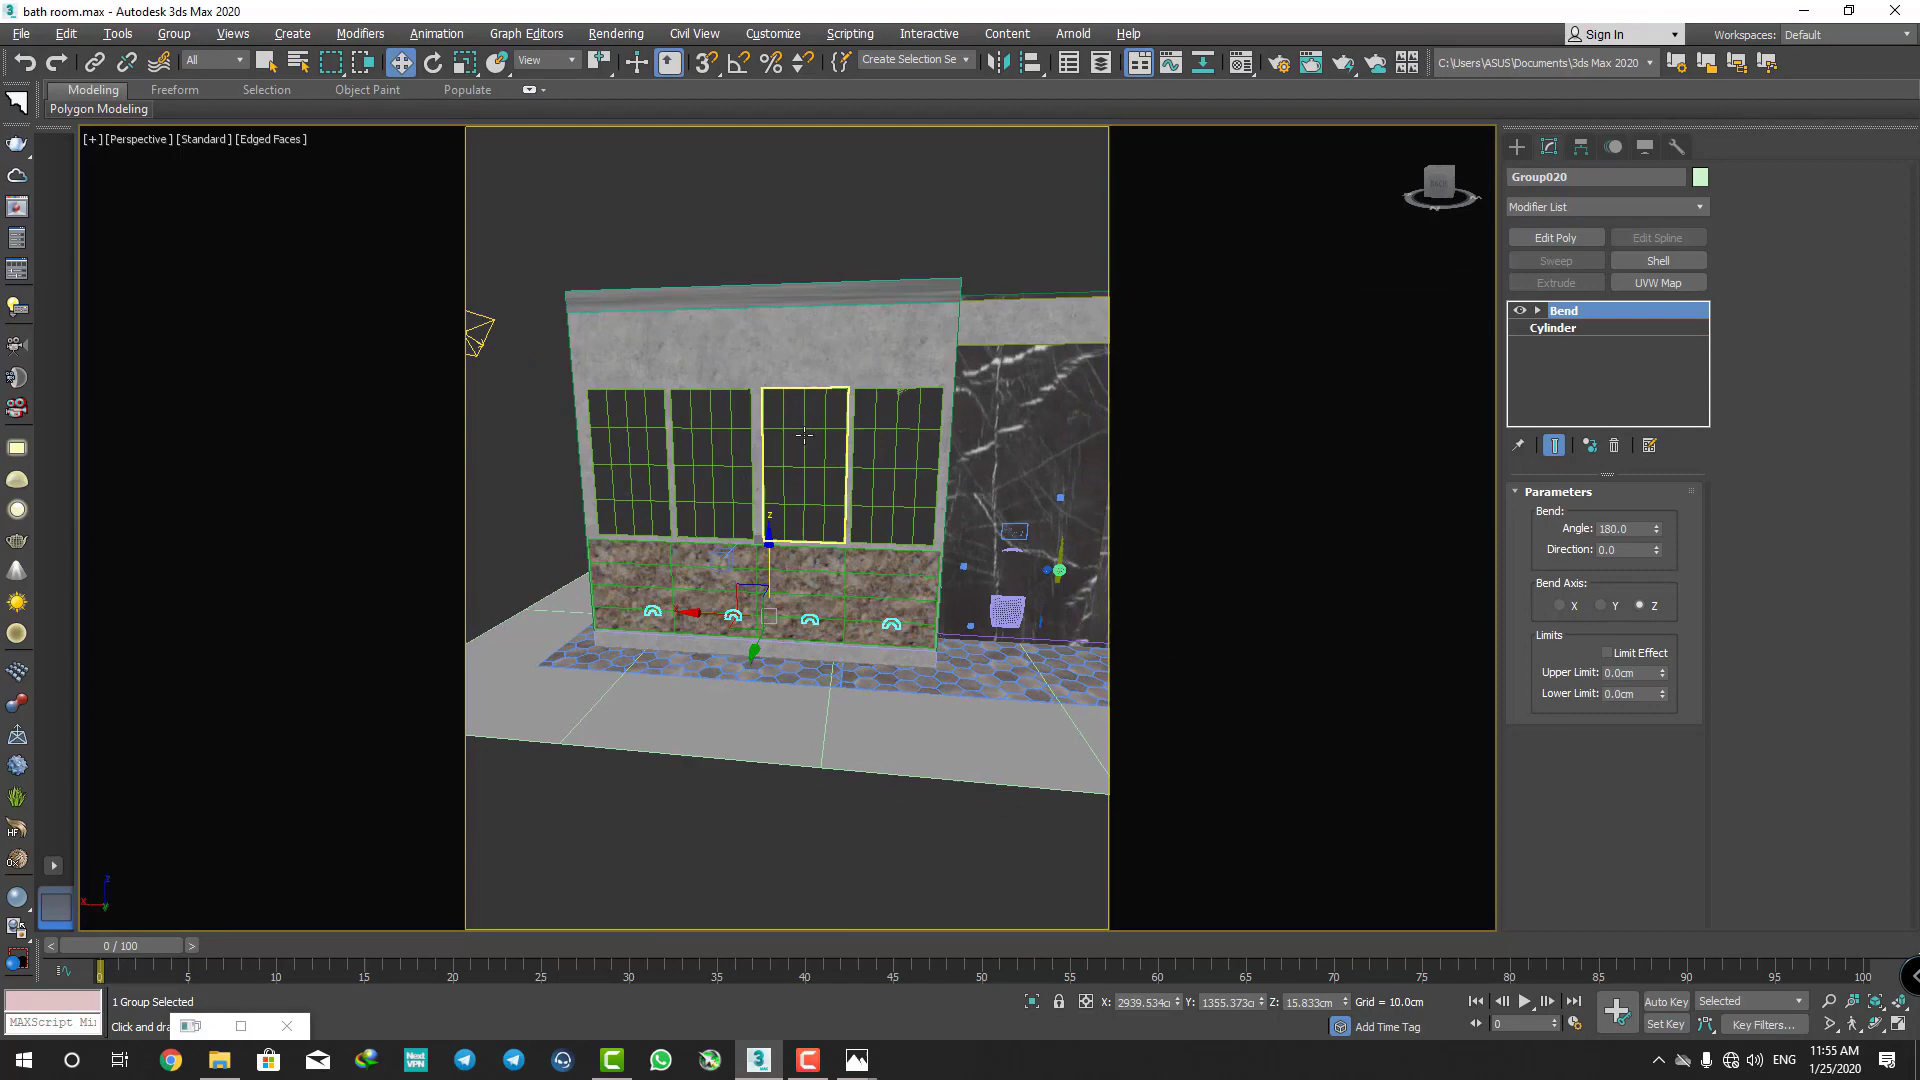 bath room.max - Autodesk 3ds Max 2020
File Edit Tools Group Views Create Modifiers Animation Graph Editors Rendering Civil View Customize Scripting Interactive Content Arnold Help
Sign In
Workspaces: Default
All
View
Create Selection Se
C:\Users\ASUS\Documents\3ds Max 2020
Modeling Freeform Selection Object Paint Populate
Polygon Modeling
[+] [Perspective ] [Standard ] [Edged Faces ]
Group020
Modifier List
Edit Poly Edit Spline
Sweep Shell
Extrude UVW Map
Bend
Cylinder
Parameters
Bend:
Angle: 180.0
Direction: 0.0
Bend Axis:
X Y Z
Limits
Limit Effect
Upper Limit: 0.0cm
Lower Limit: 0.0cm
z
0 / 100
0 5 10 15 20 25 30 35 40 45 50 55 60 65 70 75 80 85 90 95 100
1 Group Selected
X: 2939.534c Y: 1355.373c Z: 15.833cm Grid = 10.0cm
Auto Key Selected
MAXScript Mi
Click and dra
Add Time Tag
0
Set Key Key Filters...
Next VPN
ENG
11:55 AM
1/25/2020